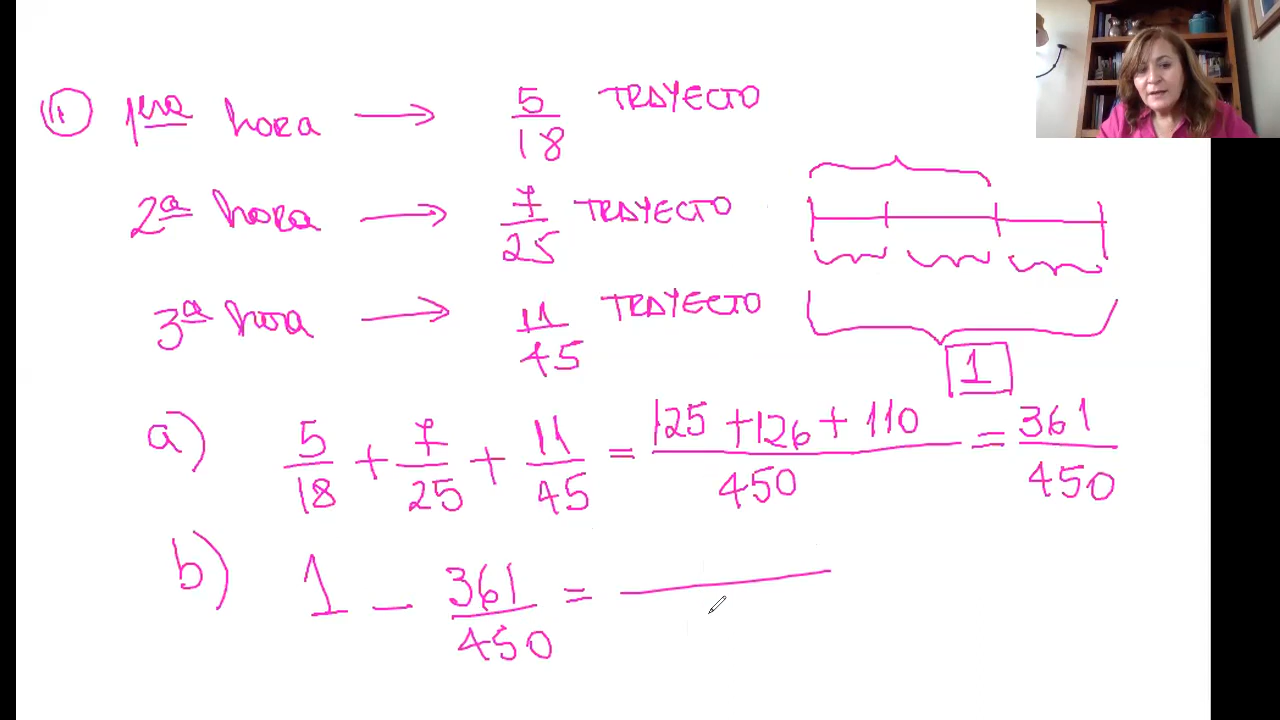 11 1era hora → 5/18 TRAYECTO
2ª hora → 7/25 TRAYECTO
3ª hora → 11/45 TRAYECTO
1
a) 5/18 + 7/25 + 11/45 = 125 + 126 + 110 / 450 = 361/450
b) 1 - 361/450 =